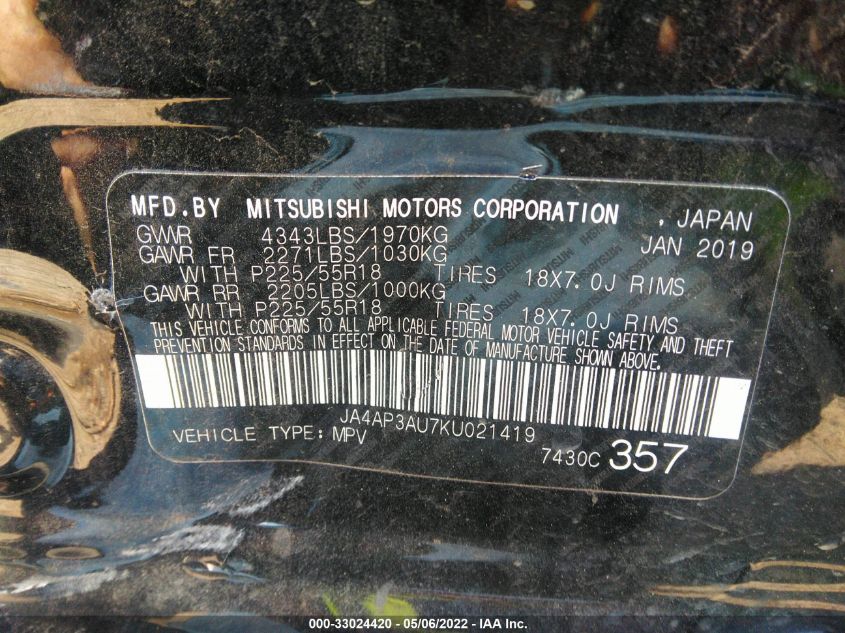 MFD.BY MITSUBISHI MOTORS CORPORATION , JAPAN
GVWR 4343LBS/1970KG JAN 2019
GAWR FR 2271LBS/1030KG
WITH P225/55R18 TIRES 18X7.0J RIMS
GAWR RR 2205LBS/1000KG
WITH P225/55R18 TIRES 18X7.0J RIMS
THIS VEHICLE CONFORMS TO ALL APPLICABLE FEDERAL MOTOR VEHICLE SAFETY AND THEFT
PREVENTION STANDARDS IN EFFECT ON THE DATE OF MANUFACTURE SHOWN ABOVE.
JA4AP3AU7KU021419
VEHICLE TYPE: MPV
7430C 357
000-33024420 - 05/06/2022 - IAA Inc.